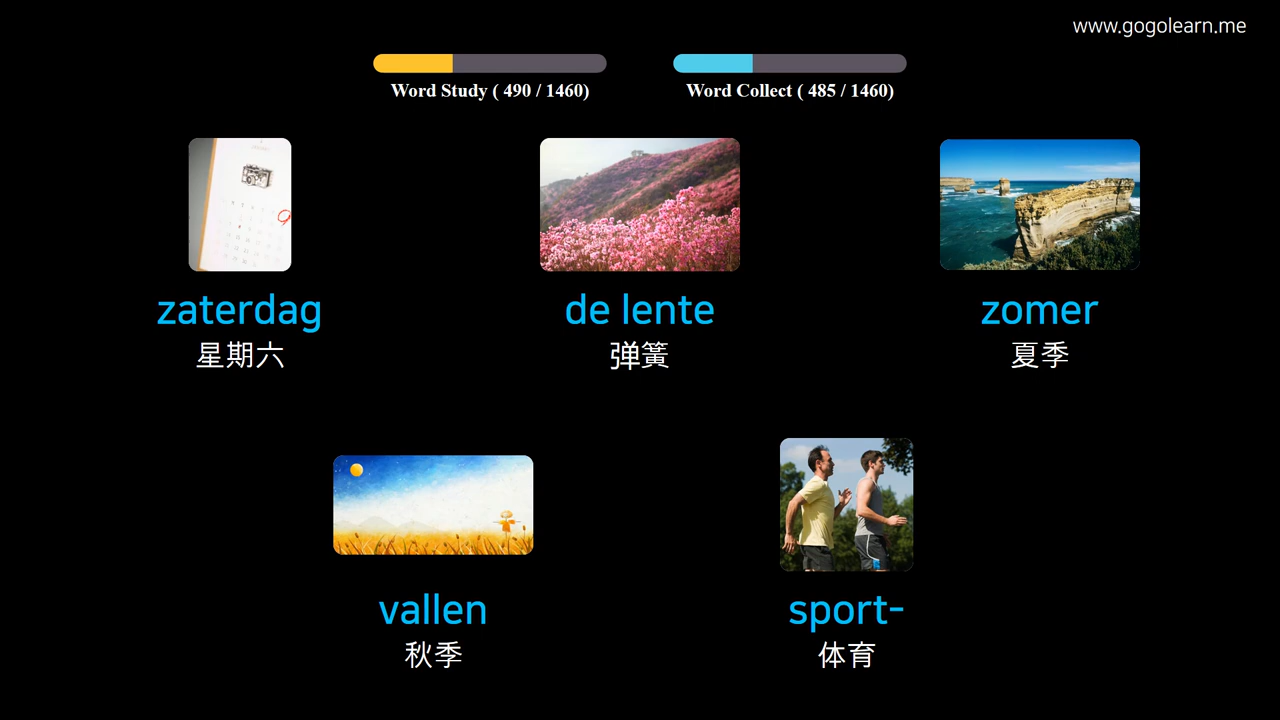 www.gogolearn.me
Word Study ( 490 / 1460)
Word Collect ( 485 / 1460)
zaterdag
星期六
de lente
弹簧
zomer
夏季
vallen
秋季
sport-
体育